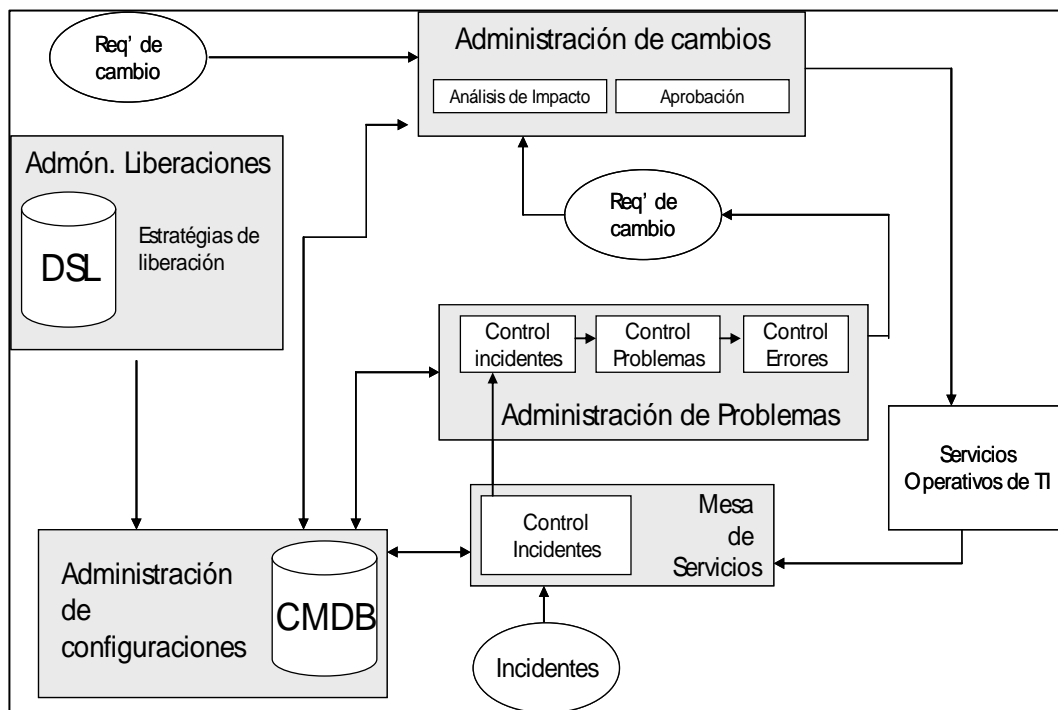 Req' de
cambio
Administración de cambios
Análisis de Impacto
Aprobación
Admón. Liberaciones
DSL
Estratégias de
liberación
Req' de
cambio
Control
incidentes
Control
Problemas
Control
Errores
Administración de Problemas
Servicios
Operativos de TI
Control
Incidentes
Mesa
de
Servicios
Administración
de
configuraciones
CMDB
Incidentes